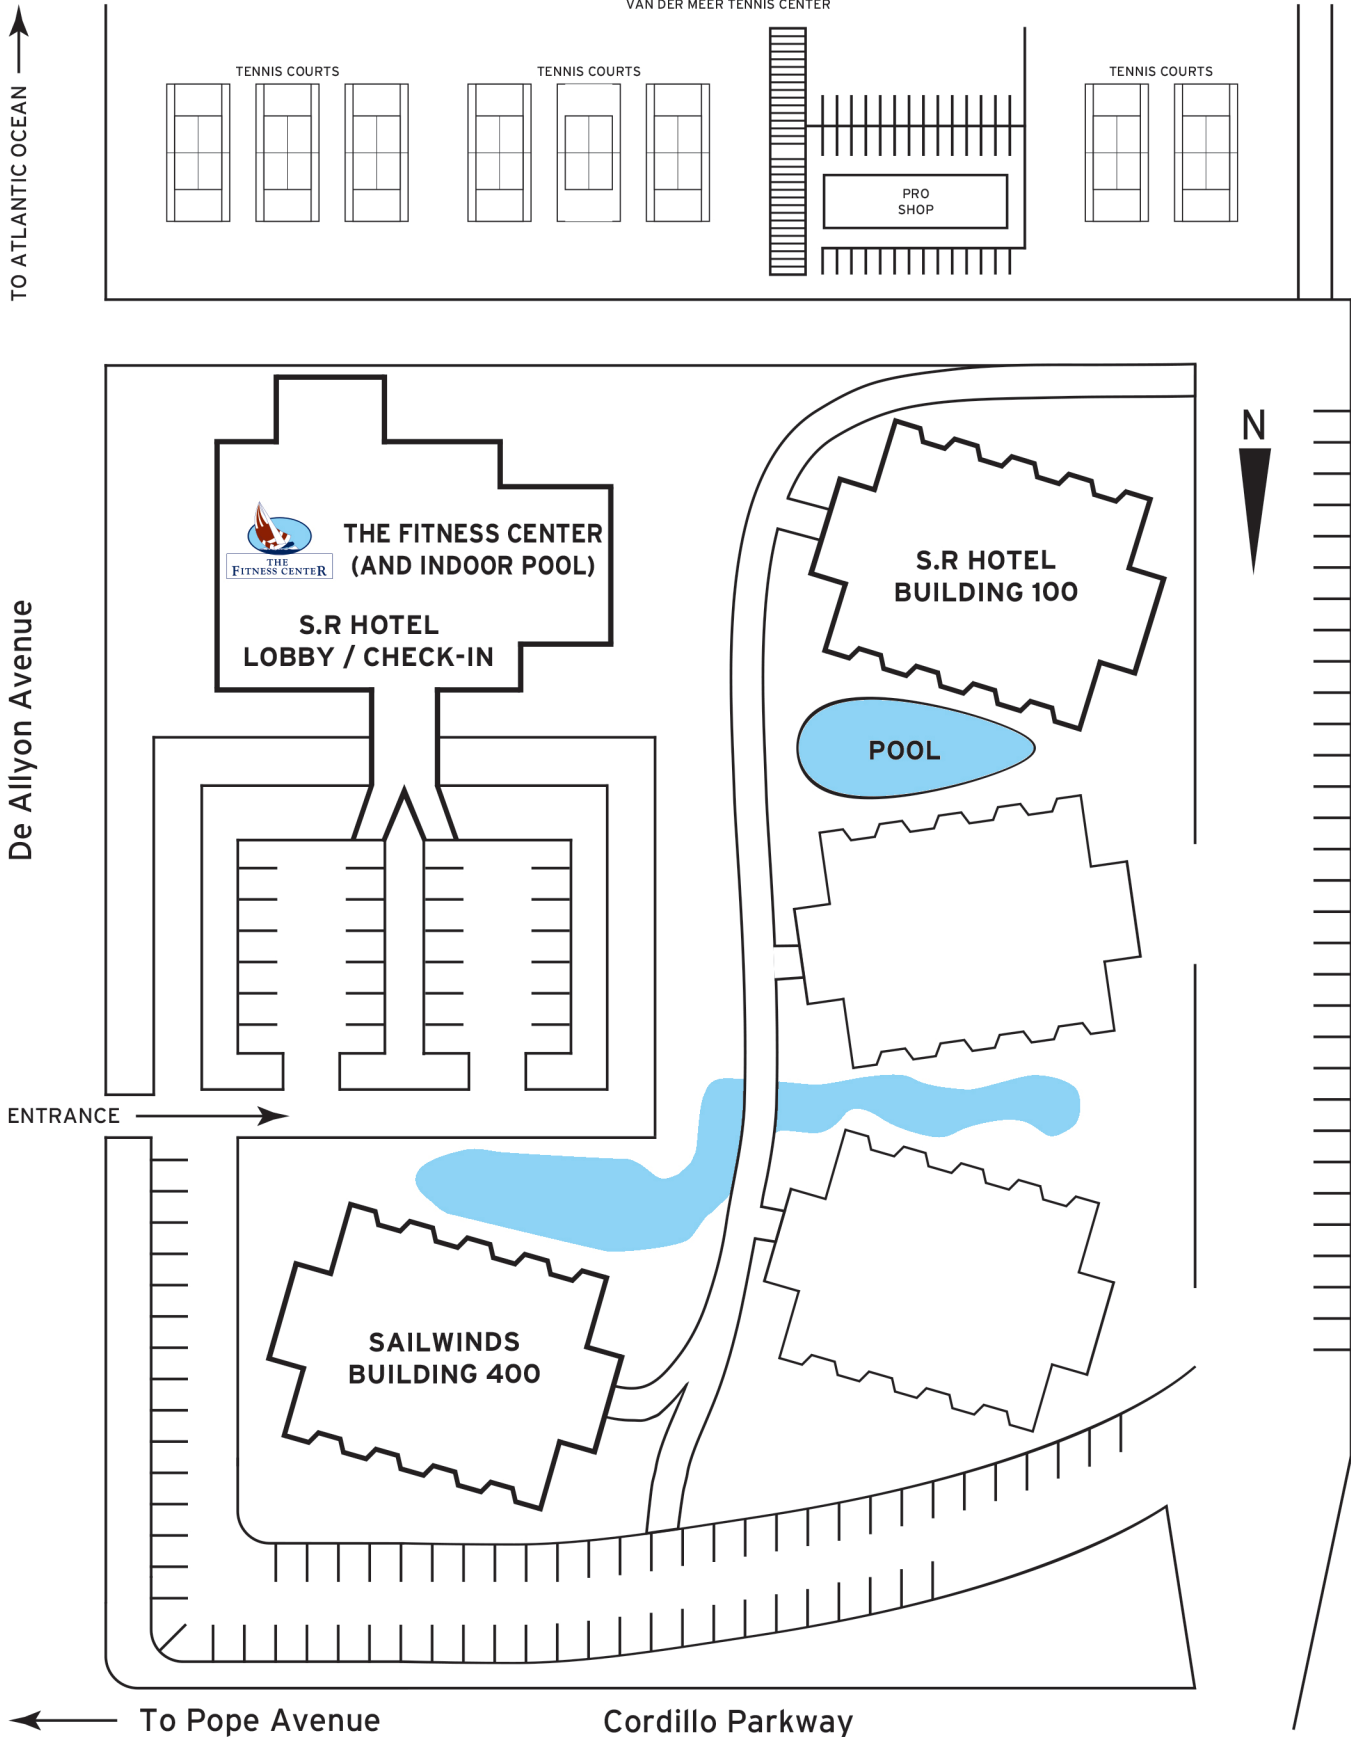 VAN DER MEER TENNIS CENTER
TENNIS COURTS
TENNIS COURTS
TENNIS COURTS
TO ATLANTIC OCEAN
PRO
SHOP
N
THE FITNESS CENTER
(AND INDOOR POOL)
THE
FITNESS CENTER
S.R HOTEL
LOBBY / CHECK-IN
S.R HOTEL
BUILDING 100
De Allyon Avenue
POOL
ENTRANCE
SAILWINDS
BUILDING 400
To Pope Avenue
Cordillo Parkway